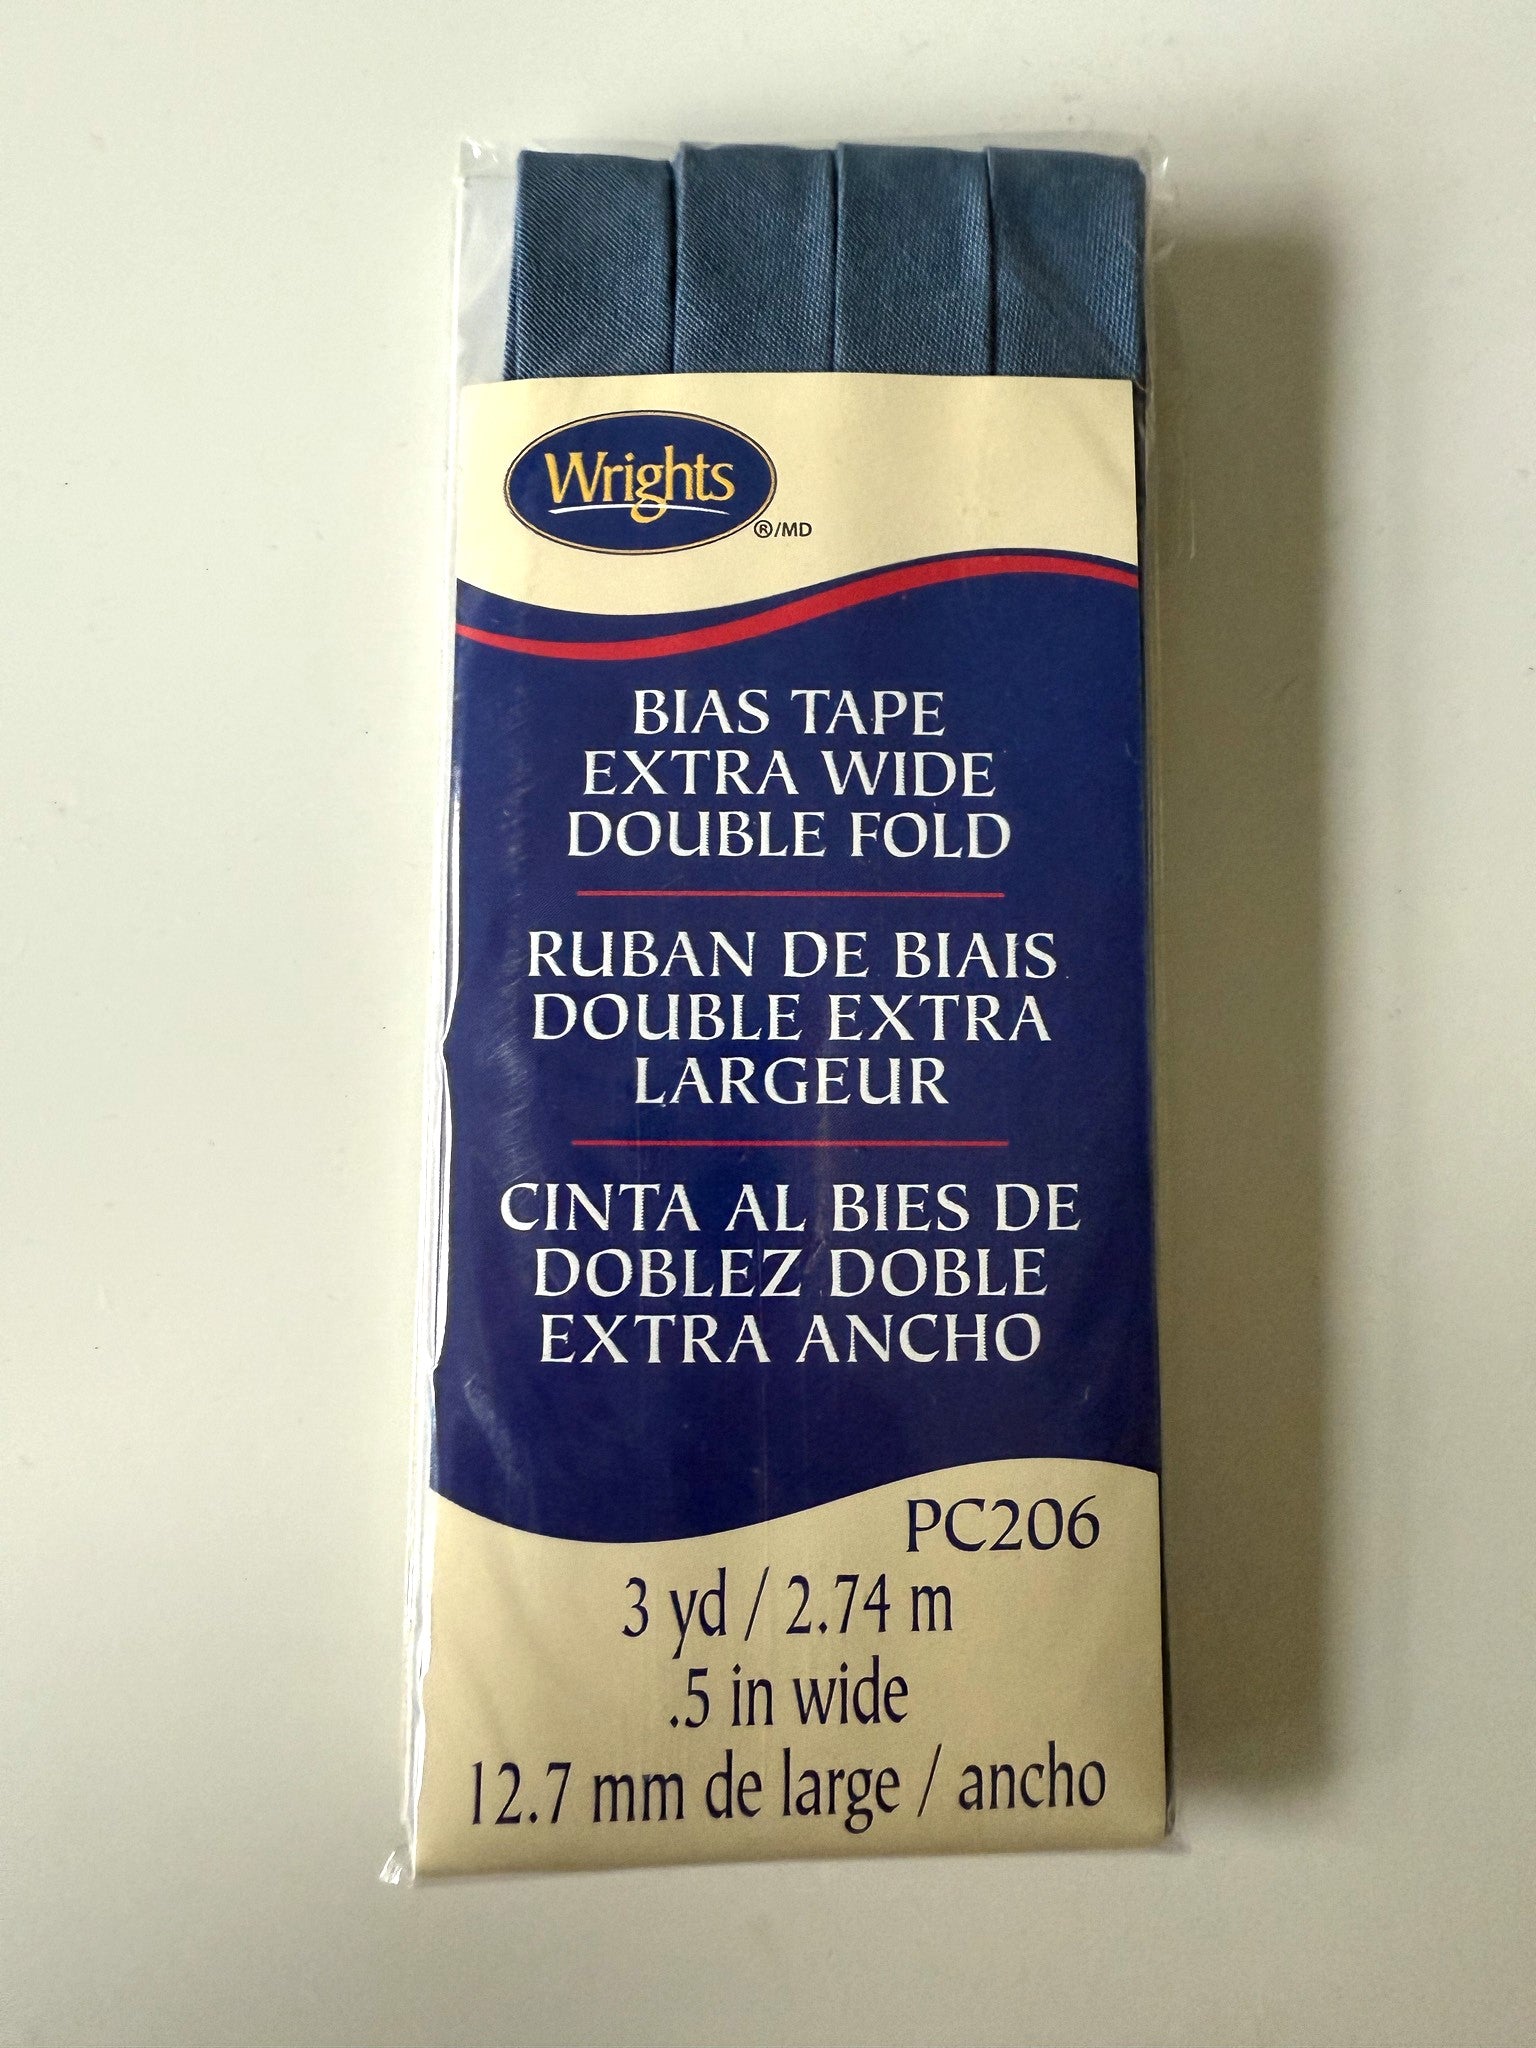 Wrights
®/MD
BIAS TAPE
EXTRA WIDE
DOUBLE FOLD
RUBAN DE BIAIS
DOUBLE EXTRA
LARGEUR
CINTA AL BIES DE
DOBLEZ DOBLE
EXTRA ANCHO
PC206
3 yd / 2.74 m
.5 in wide
12.7 mm de large / ancho